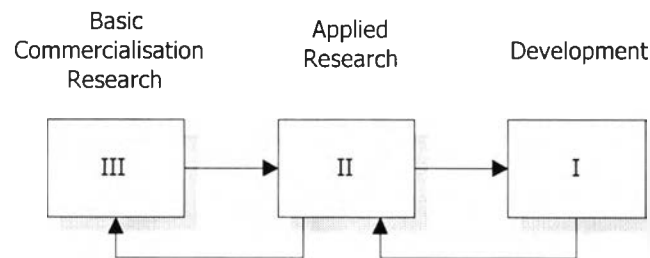 Basic
Commercialisation
Research
Applied
Research
Development
III
II
I